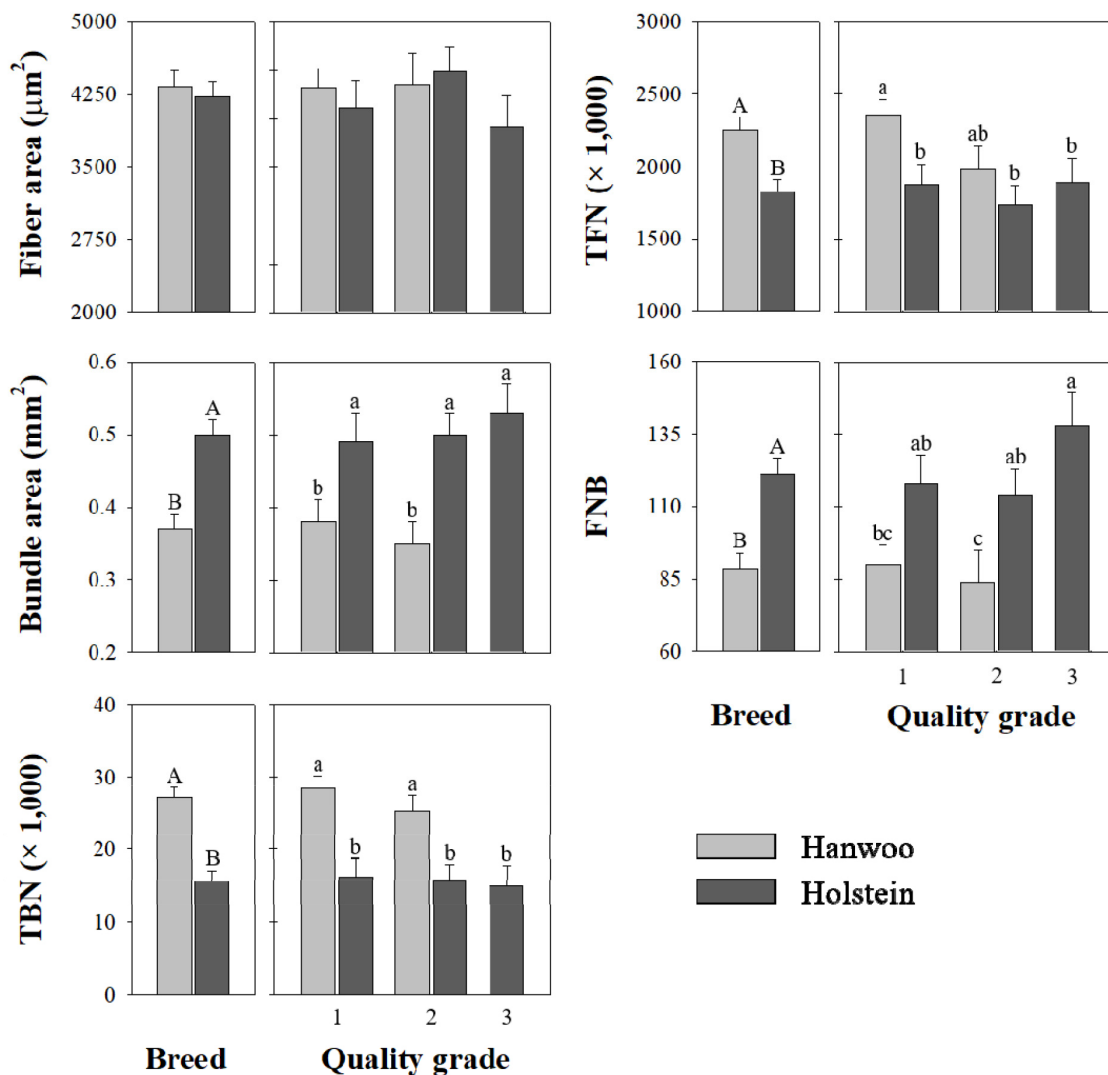 Fiber area (μm²)
5000
4250
3500
2750
2000
TFN (× 1,000)
3000
2500
2000
1500
1000
A
B
a
b
ab
b
b
Bundle area (mm²)
0.6
0.5
0.4
0.3
0.2
B
A
b
a
b
a
a
FNB
160
135
110
85
60
B
A
bc
ab
c
ab
a
1
2
3
Breed
Quality grade
TBN (× 1,000)
40
30
20
10
0
A
B
a
b
a
b
b
1
2
3
Breed
Quality grade
Hanwoo
Holstein